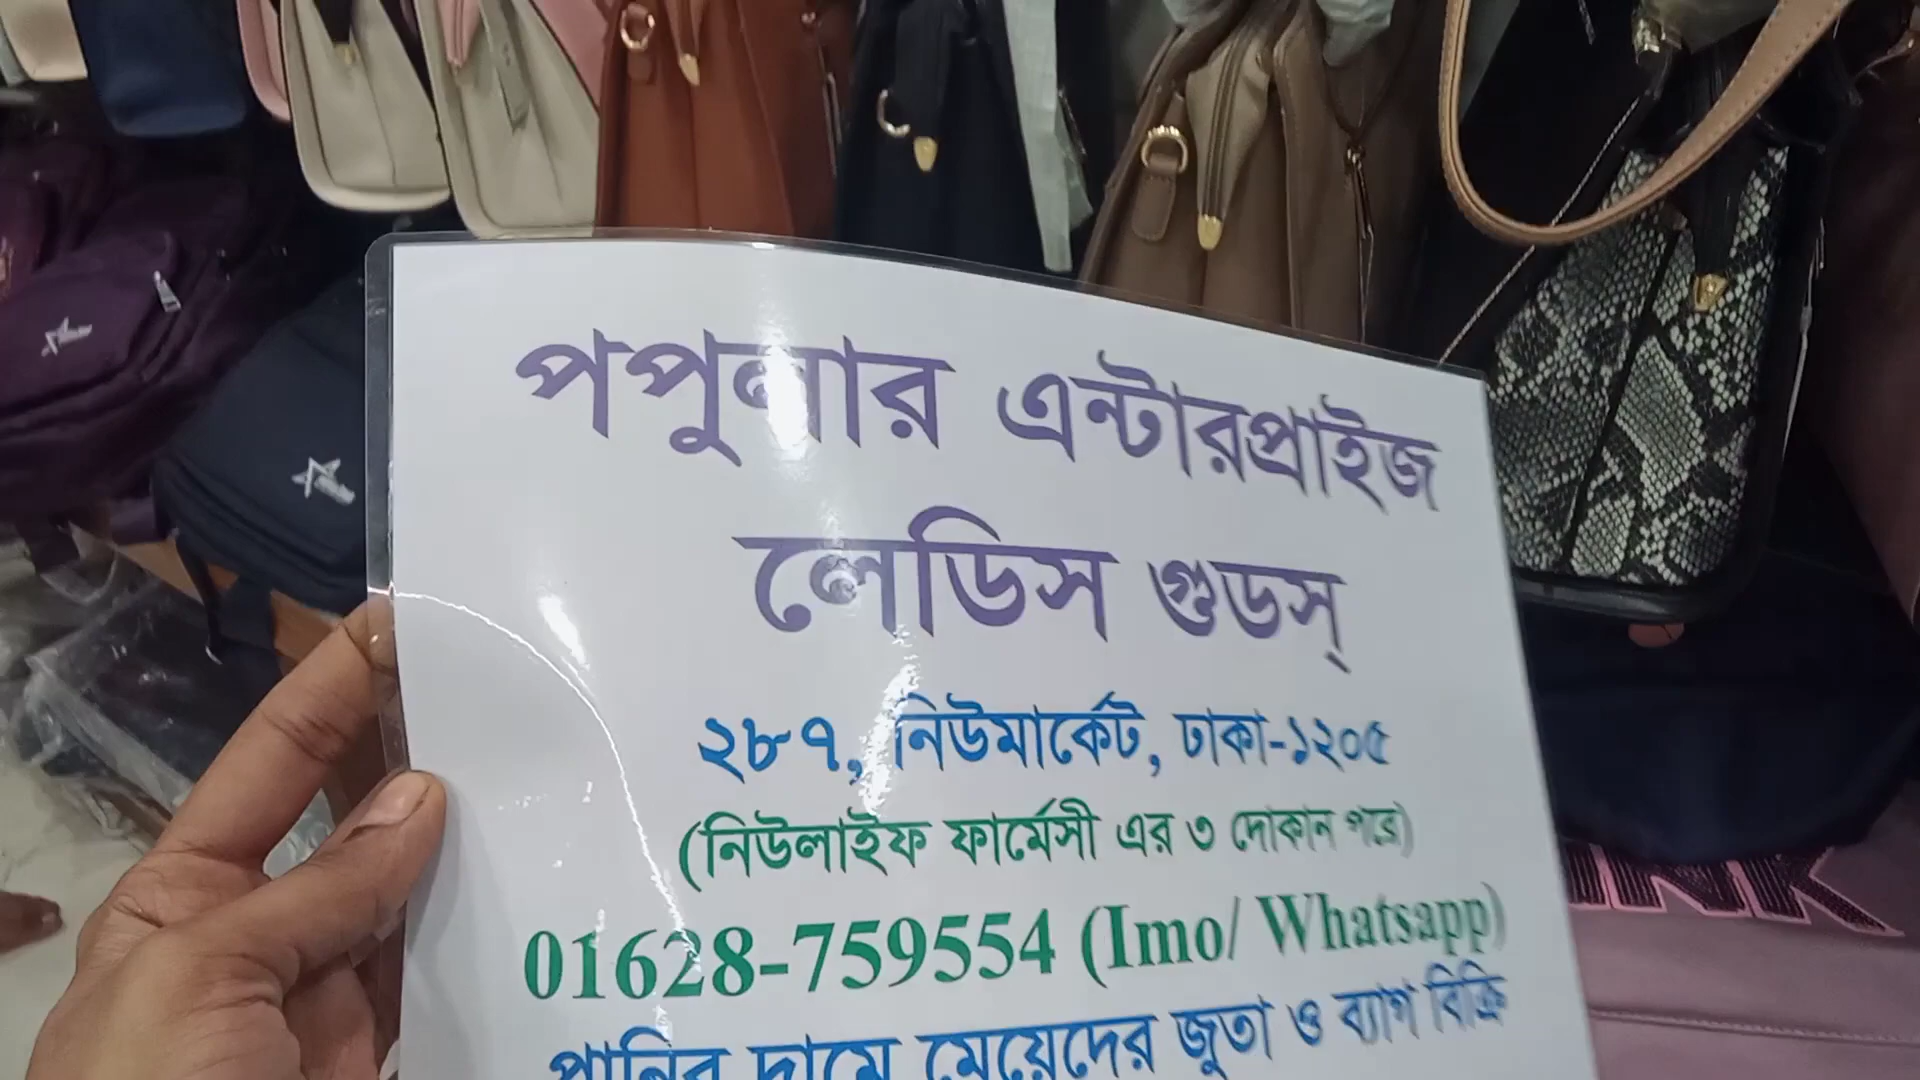 পপুলার এন্টারপ্রাইজ
লেডিস গুডস্
২৮৭, নিউমার্কেট, ঢাকা-১২০৫
(নিউলাইফ ফার্মেসী এর ৩ দোকান পরে)
01628-759554 (Imo/ Whatsapp)
পানির দামে মেয়েদের জুতা ও ব্যাগ বিক্রি